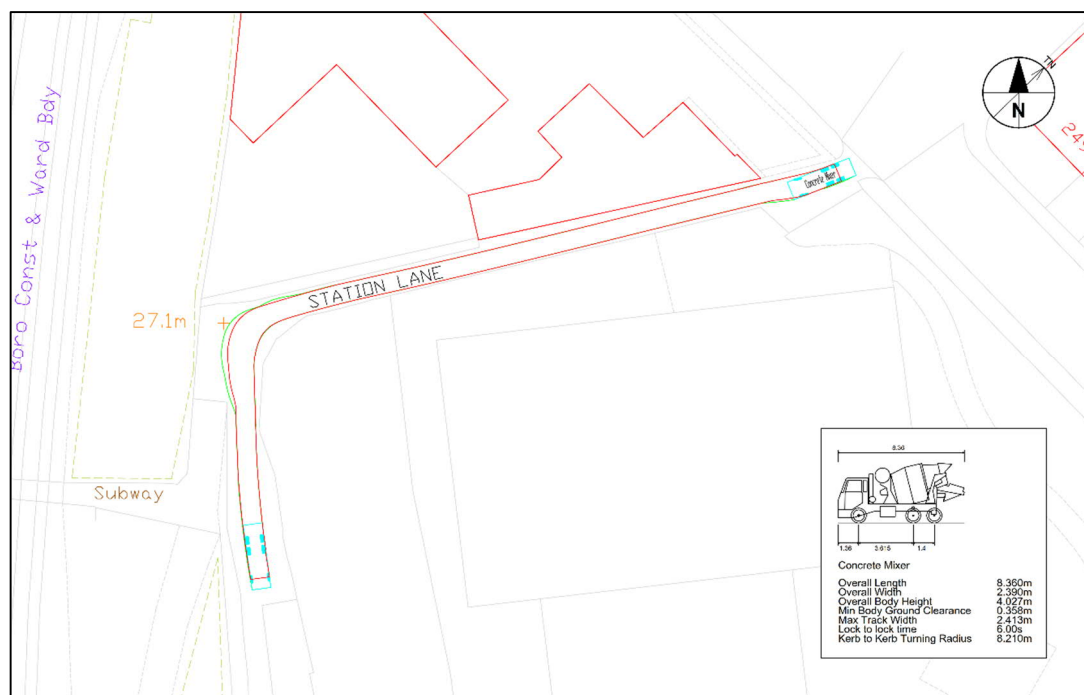 Boro Const & Ward Bdy
TN
N
249
Concrete Mixer
STATION LANE
27.1m
Subway
8.36
1.36 3.615 1.4
Concrete Mixer
Overall Length 8.360m
Overall Width 2.390m
Overall Body Height 4.027m
Min Body Ground Clearance 0.358m
Max Track Width 2.413m
Lock to lock time 6.00s
Kerb to Kerb Turning Radius 8.210m